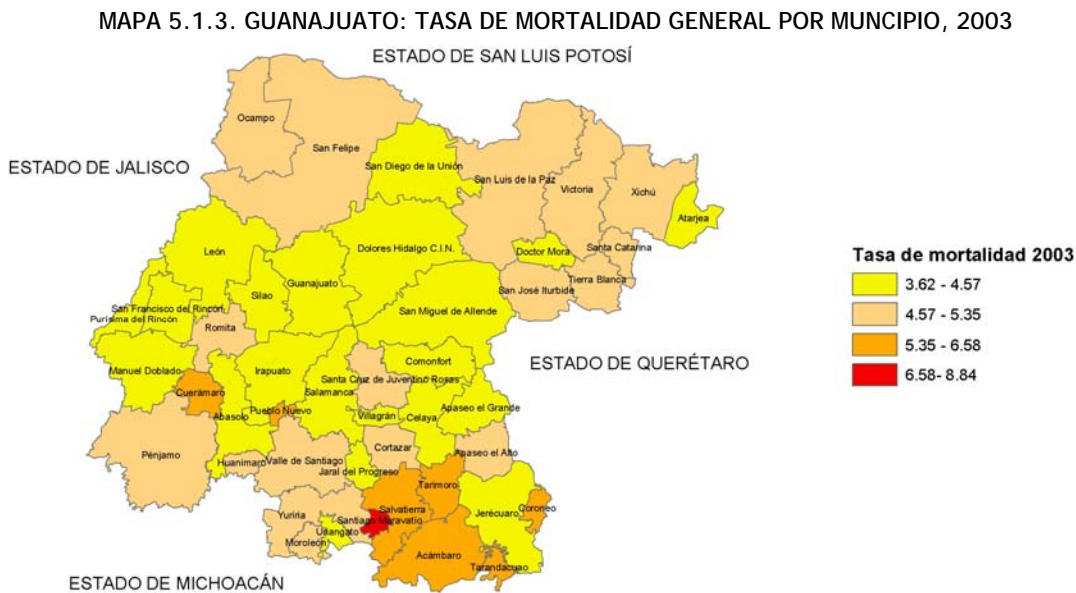 MAPA 5.1.3. GUANAJUATO: TASA DE MORTALIDAD GENERAL POR MUNCIPIO, 2003
ESTADO DE SAN LUIS POTOSÍ
Ocampo
San Felipe
ESTADO DE JALISCO
San Diego de la Unión
San Luis de la Paz
Victoria
Xichú
Atarjea
León
Dolores Hidalgo C.I.N.
Doctor Mora
Santa Catarina
Tierra Blanca
San José Iturbide
Silao
Guanajuato
San Francisco del Rincón
Purísima del Rincón
Romita
San Miguel de Allende
Tasa de mortalidad 2003
3.62 - 4.57
4.57 - 5.35
5.35 - 6.58
6.58- 8.84
ESTADO DE QUERÉTARO
Manuel Doblado
Irapuato
Comonfort
Santa Cruz de Juventino Rosas
Cuerámaro
Salamanca
Abasolo
Pueblo Nuevo
Villagrán
Celaya
Apaseo el Grande
Pénjamo
Huanimaro
Valle de Santiago
Cortazar
Apaseo el Alto
Jaral del Progreso
Tarimoro
Salvatierra
Jerécuaro
Coroneo
Yuriria
Santiago Maravatío
Uriangato
Moroleón
Acámbaro
Tarandacuao
ESTADO DE MICHOACÁN